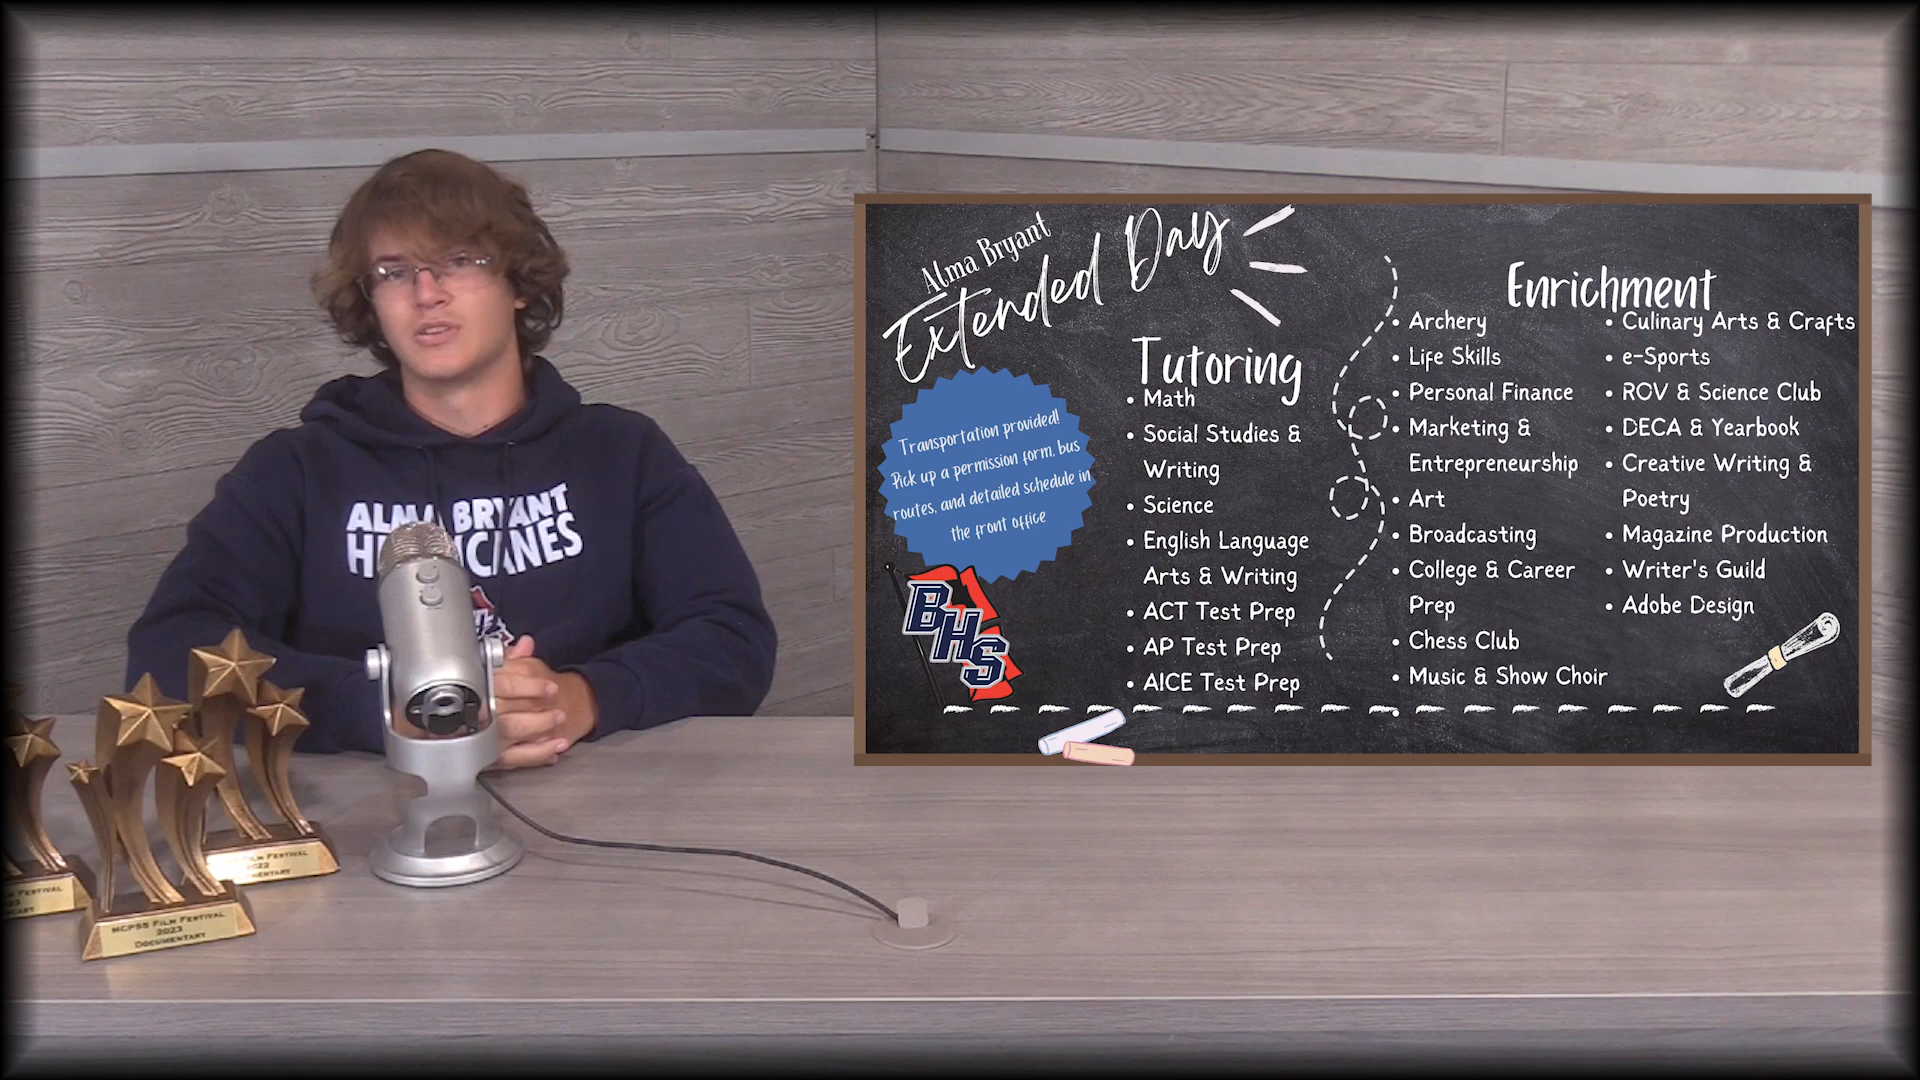 ALMA BRYANT
Alma Bryant
Extended Day
Transportation provided!
Pick up a permission form, bus
routes, and detailed schedule in
the front office
BHS
Tutoring
• Math
• Social Studies &
Writing
• Science
• English Language
Arts & Writing
• ACT Test Prep
• AP Test Prep
• AICE Test Prep
Enrichment
• Archery
• Life Skills
• Personal Finance
• Marketing &
Entrepreneurship
• Art
• Broadcasting
• College & Career
Prep
• Chess Club
• Music & Show Choir
•
• Culinary Arts & Crafts
• e-Sports
• ROV & Science Club
• DECA & Yearbook
• Creative Writing &
Poetry
• Magazine Production
• Writer's Guild
• Adobe Design
FESTIVAL
FILM FESTIVAL
2022
MCPSS FILM FESTIVAL
2023
DOCUMENTARY